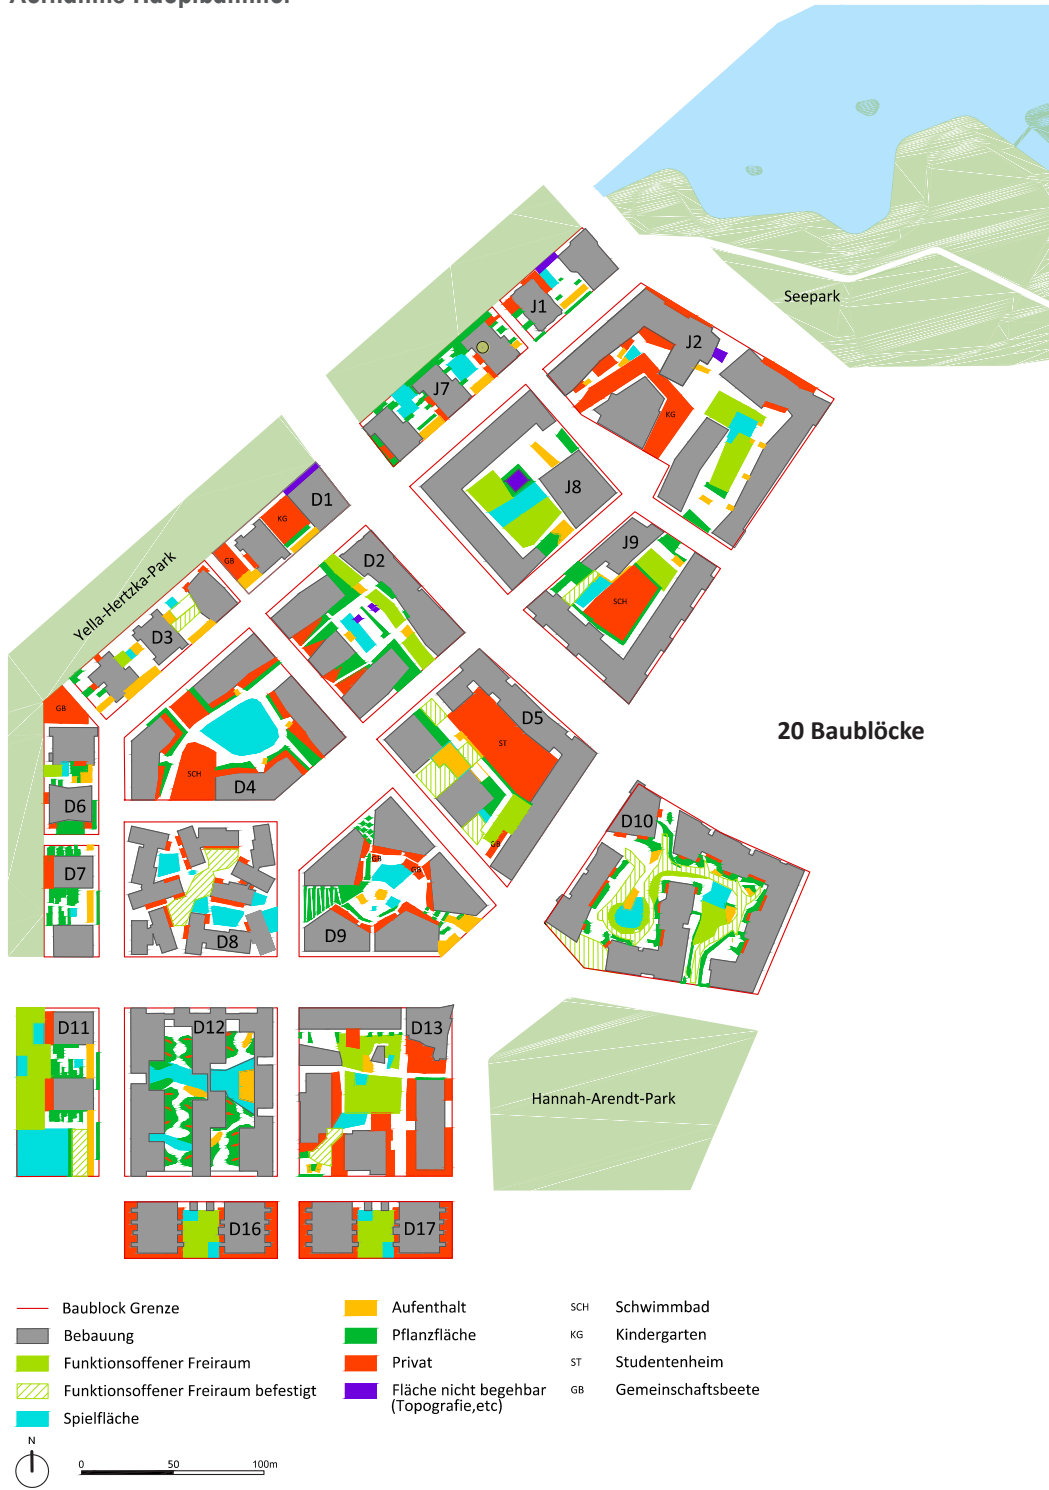 Seepark
J1
J2
J7
KG
J8
D1
KG
J9
D2
GB
SCH
Yella-Hertzka-Park
D3
GB
D5
20 Baublöcke
ST
SCH
D4
D6
D10
GB
D7
GB
GB
D8
D9
D11
D12
D13
Hannah-Arendt-Park
D16
D17
Baublock Grenze
Bebauung
Funktionsoffener Freiraum
Funktionsoffener Freiraum befestigt
Spielfläche
Aufenthalt
Pflanzfläche
Privat
Fläche nicht begehbar
(Topografie,etc)
SCH Schwimmbad
KG Kindergarten
ST Studentenheim
GB Gemeinschaftsbeete
N
0 50 100m